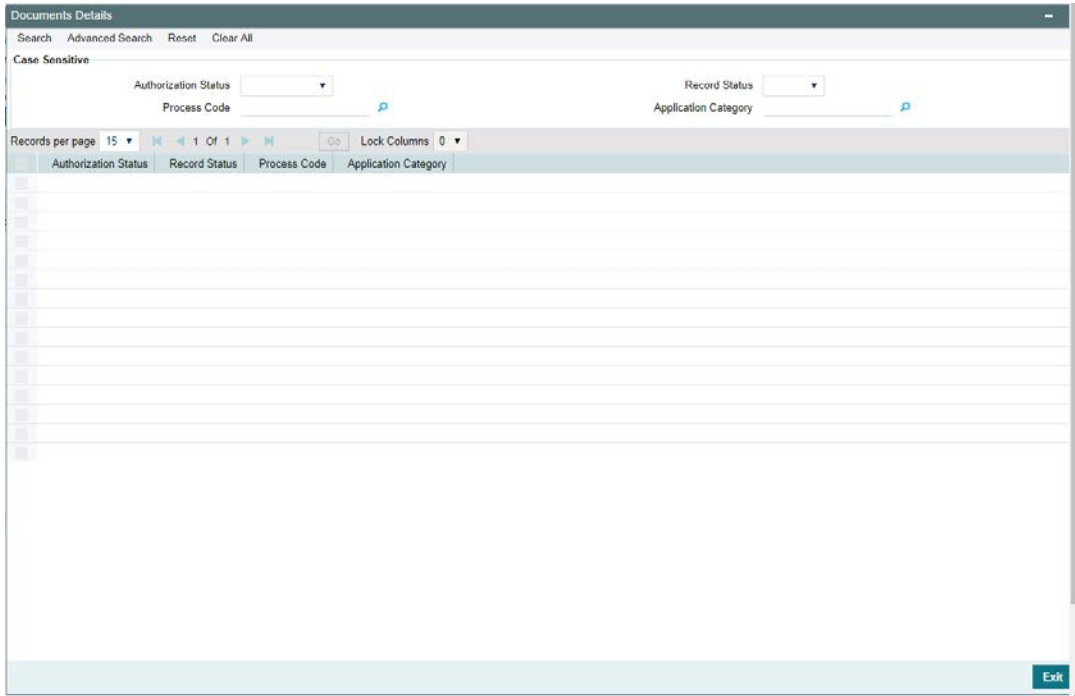 Documents Details
Search Advanced Search Reset Clear All
Case Sensitive
Authorization Status Record Status
Process Code Application Category
Records per page 15 1 Of 1 Go Lock Columns 0
Authorization Status Record Status Process Code Application Category
Exit